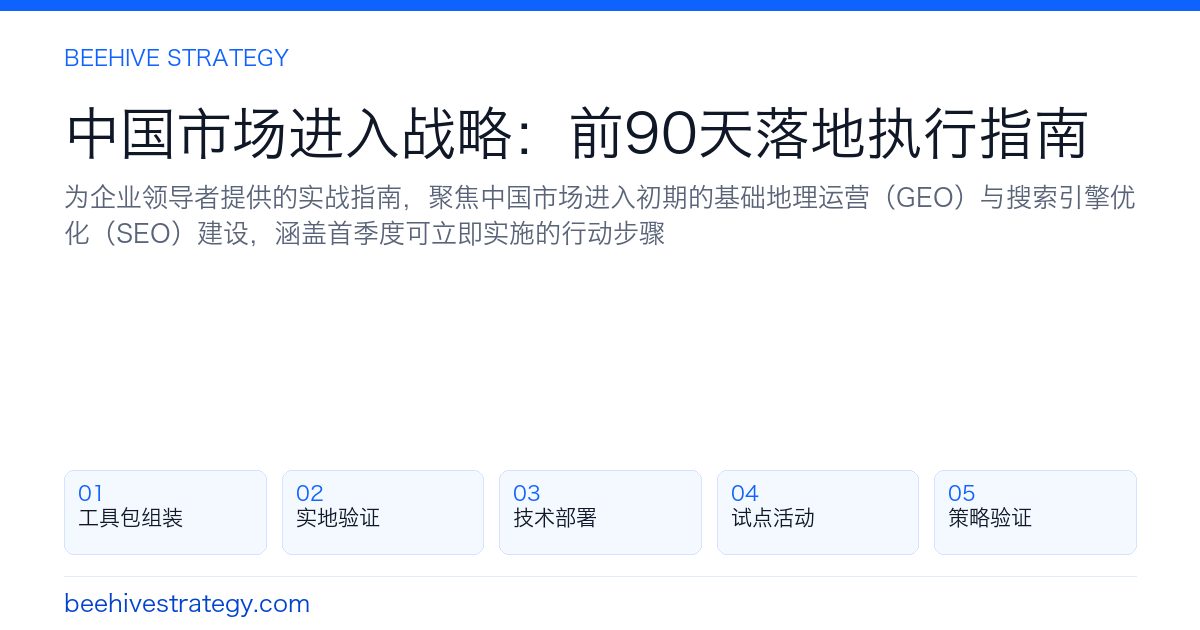 BEEHIVE STRATEGY
中国市场进入战略：前90天落地执行指南
为企业领导者提供的实战指南，聚焦中国市场进入初期的基础地理运营（GEO）与搜索引擎优
化（SEO）建设，涵盖首季度可立即实施的行动步骤
01
工具包组装
02
实地验证
03
技术部署
04
试点活动
05
策略验证
beehivestrategy.com